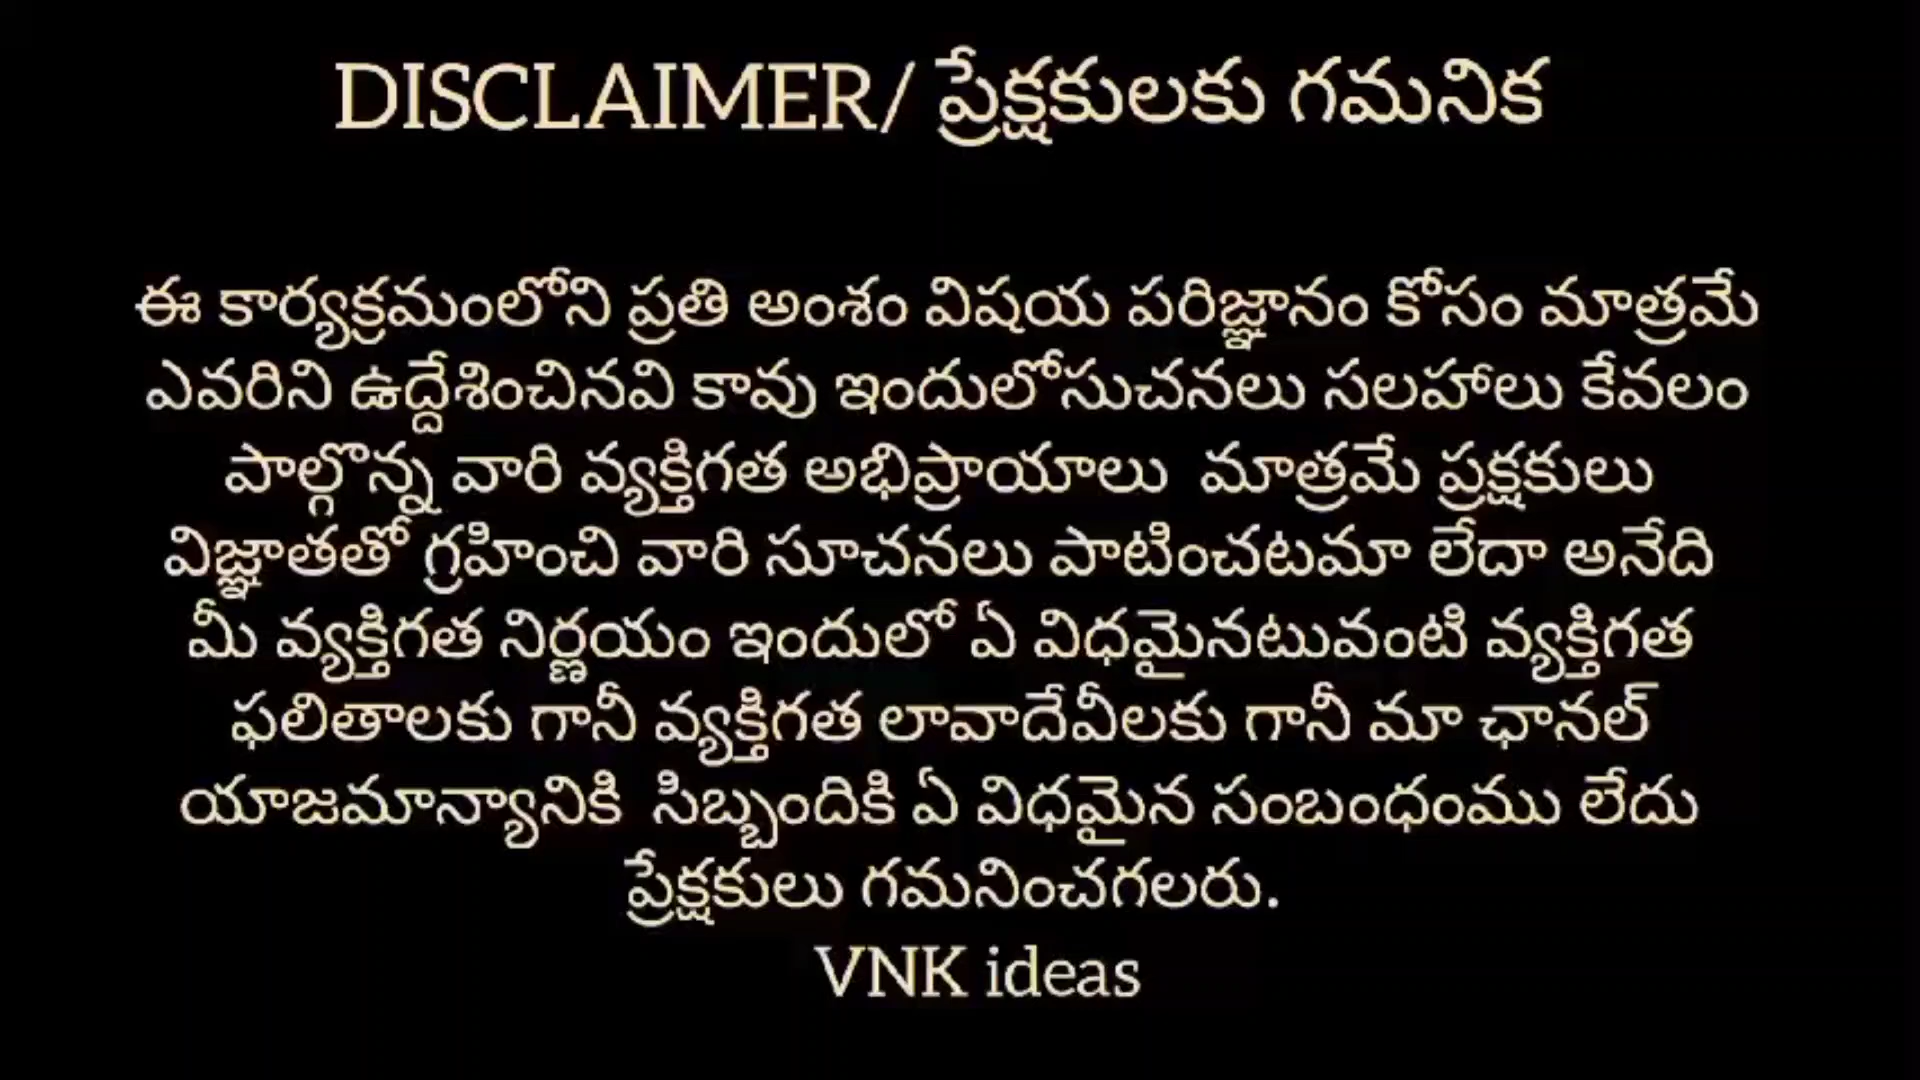 DISCLAIMER/ ప్రేక్షకులకు గమనిక
ఈ కార్యక్రమంలోని ప్రతి అంశం విషయ పరిజ్ఞానం కోసం మాత్రమే
ఎవరిని ఉద్దేశించినవి కావు ఇందులోసుచనలు సలహాలు కేవలం
పాల్గొన్న వారి వ్యక్తిగత అభిప్రాయాలు మాత్రమే ప్రక్షకులు
విజ్ఞాతతో గ్రహించి వారి సూచనలు పాటించటమా లేదా అనేది
మీ వ్యక్తిగత నిర్ణయం ఇందులో ఏ విధమైనటువంటి వ్యక్తిగత
ఫలితాలకు గానీ వ్యక్తిగత లావాదేవీలకు గానీ మా ఛానల్
యాజమాన్యానికి సిబ్బందికి ఏ విధమైన సంబంధంము లేదు
ప్రేక్షకులు గమనించగలరు.
VNK ideas